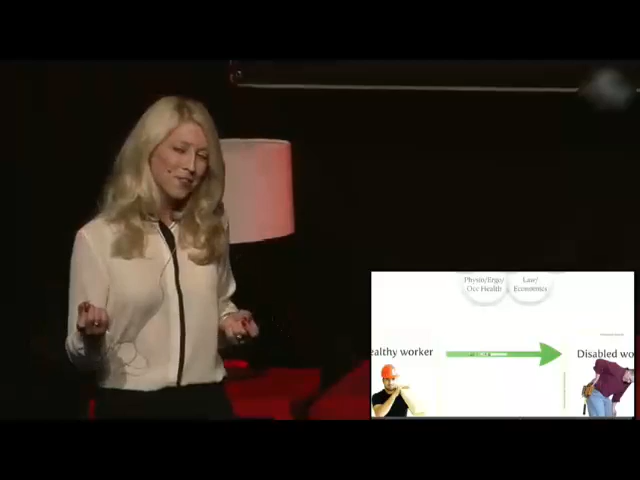 Physio/Ergo/
Occ Health
Law/
Economics
ealthy worker
Disabled wo